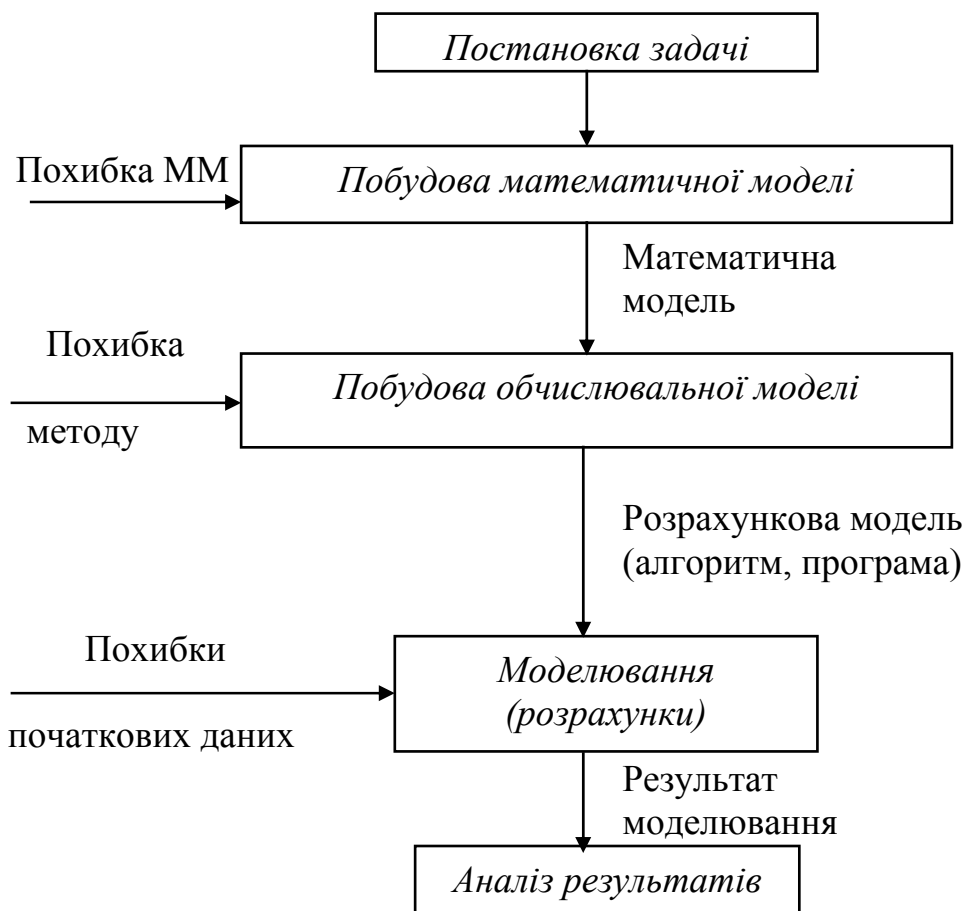 Постановка задачі
Похибка ММ
Побудова математичної моделі
Математична
модель
Похибка
методу
Побудова обчислювальної моделі
Розрахункова модель
(алгоритм, програма)
Похибки
початкових даних
Моделювання
(розрахунки)
Результат
моделювання
Аналіз результатів